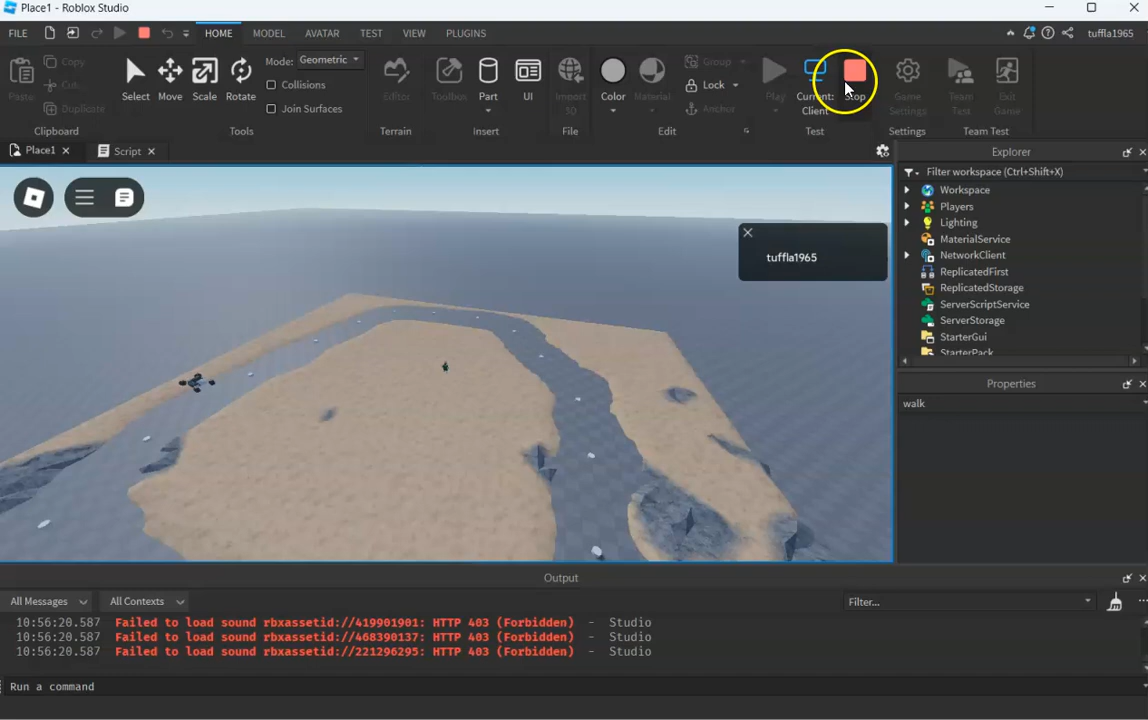 Place1 - Roblox Studio
FILE HOME MODEL AVATAR TEST VIEW PLUGINS tuffla1965
Paste Copy Cut Duplicate
Clipboard
Select Move Scale Rotate
Mode: Geometric
Collisions
Join Surfaces
Tools
Editor
Terrain
Toolbox Part UI
Insert
Import 3D
File
Color Material Group Lock Anchor
Edit
Play Current: Client Stop
Test
Game Settings
Settings
Team Test Exit Game
Team Test
Place1 Script
tuffla1965
Explorer
Filter workspace (Ctrl+Shift+X)
Workspace
Players
Lighting
MaterialService
NetworkClient
ReplicatedFirst
ReplicatedStorage
ServerScriptService
ServerStorage
StarterGui
StarterPack
Properties
walk
Output
All Messages All Contexts Filter...
10:56:20.587 Failed to load sound rbxassetid://419901901: HTTP 403 (Forbidden) - Studio
10:56:20.587 Failed to load sound rbxassetid://468390137: HTTP 403 (Forbidden) - Studio
10:56:20.587 Failed to load sound rbxassetid://221296295: HTTP 403 (Forbidden) - Studio
Run a command